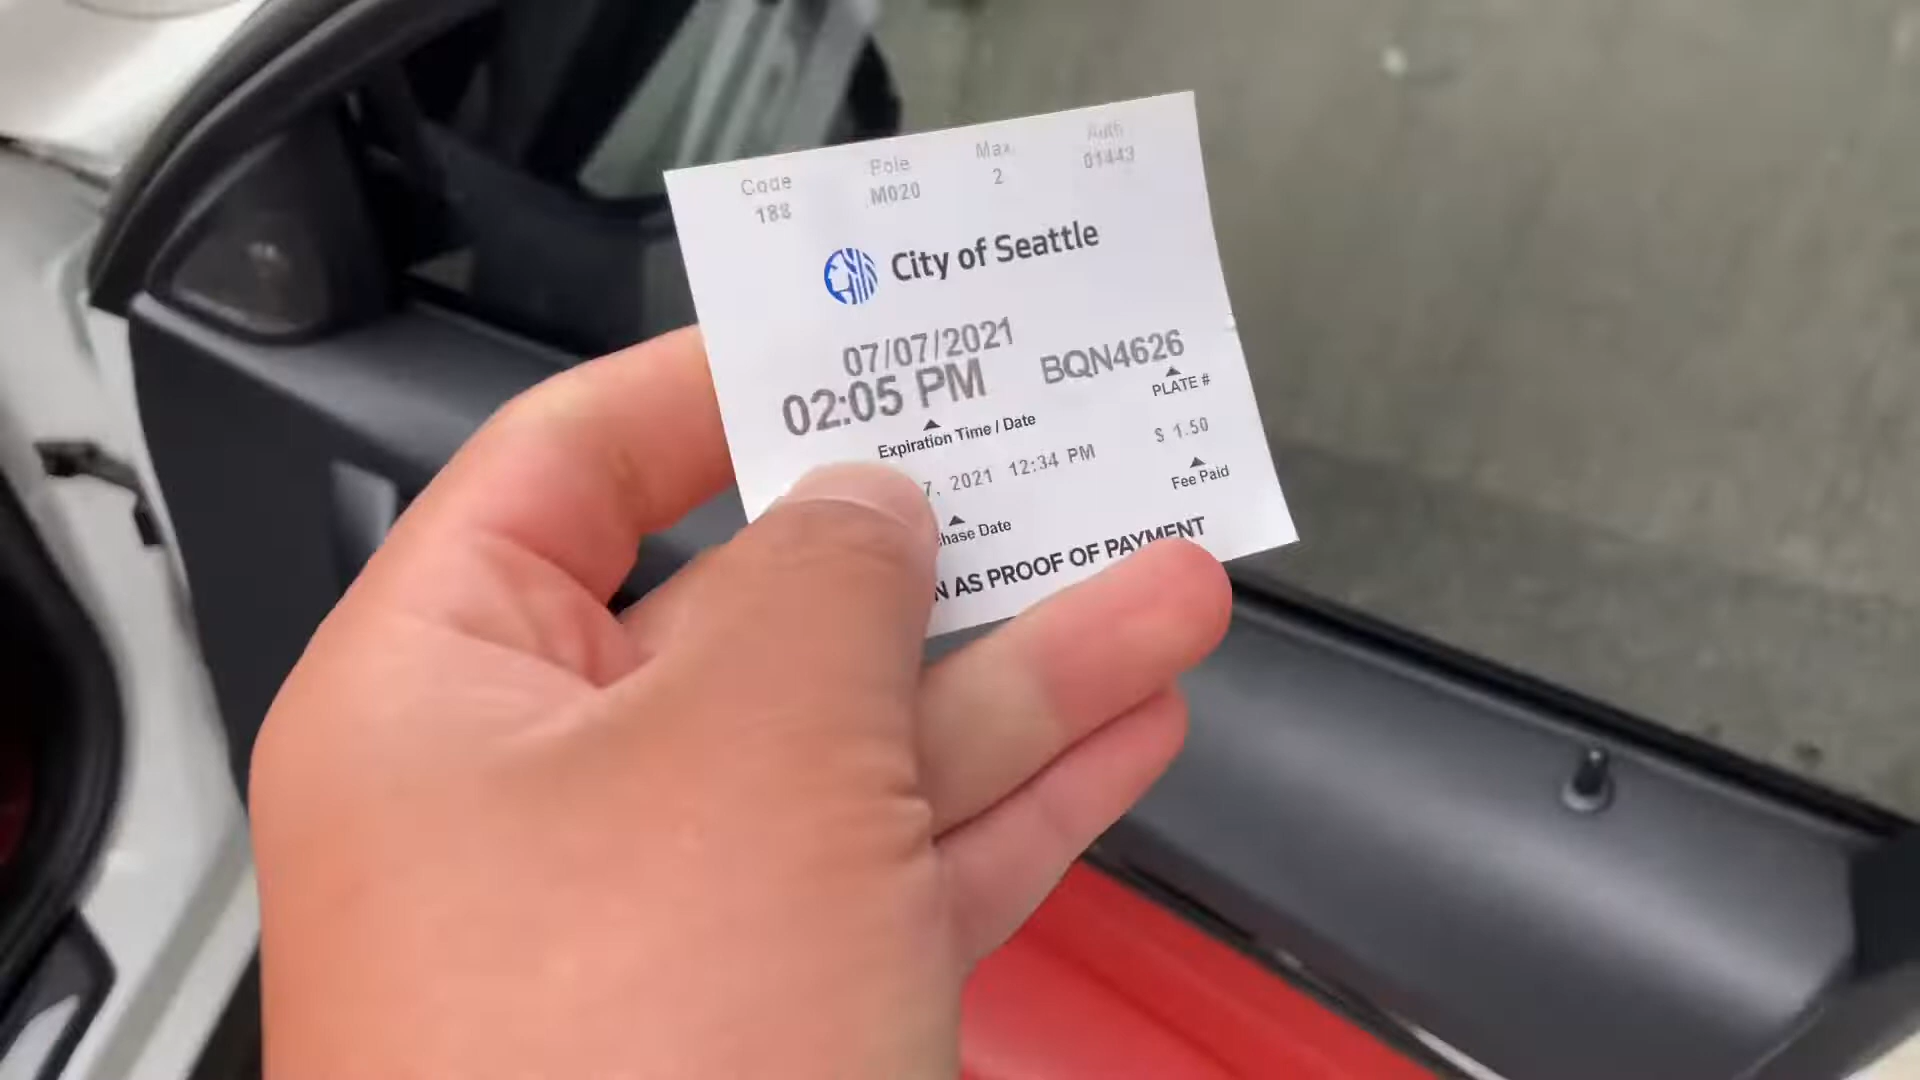 Code Pole Max Auth
188 M020 2 01443
City of Seattle
07/07/2021
02:05 PM BQN4626
PLATE #
Expiration Time / Date
7, 2021 12:34 PM $ 1.50
Fee Paid
chase Date
N AS PROOF OF PAYMENT